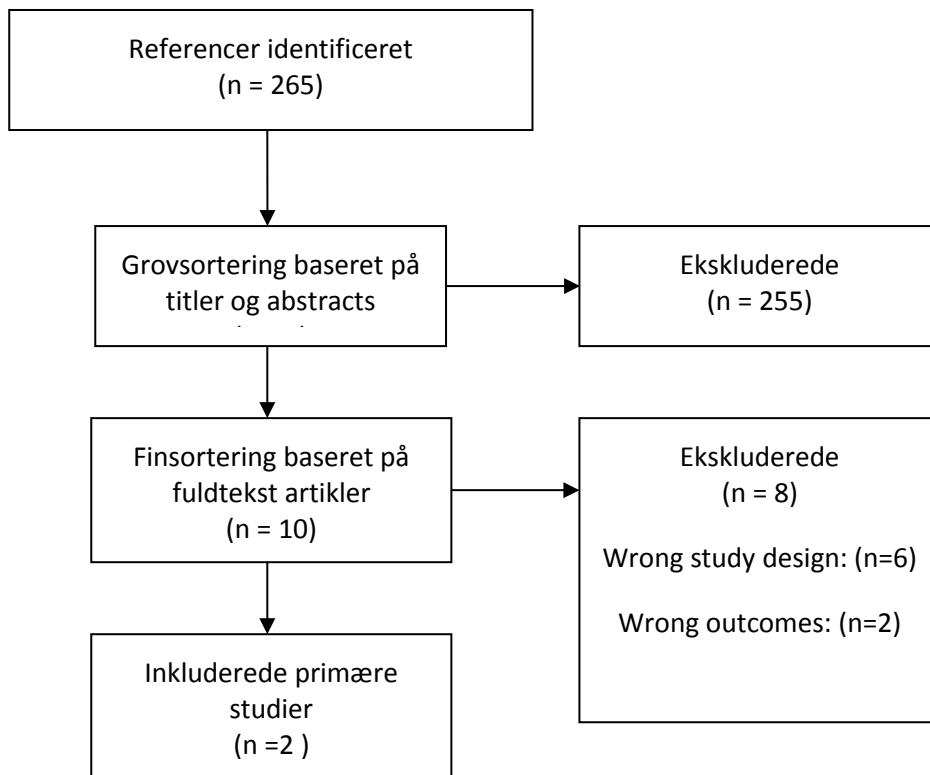 Referencer identificeret
(n = 265)
Grovsortering baseret på
titler og abstracts
Ekskluderede
(n = 255)
Finsortering baseret på
fuldtekst artikler
(n = 10)
Ekskluderede
(n = 8)
Wrong study design: (n=6)
Wrong outcomes: (n=2)
Inkluderede primære
studier
(n =2 )